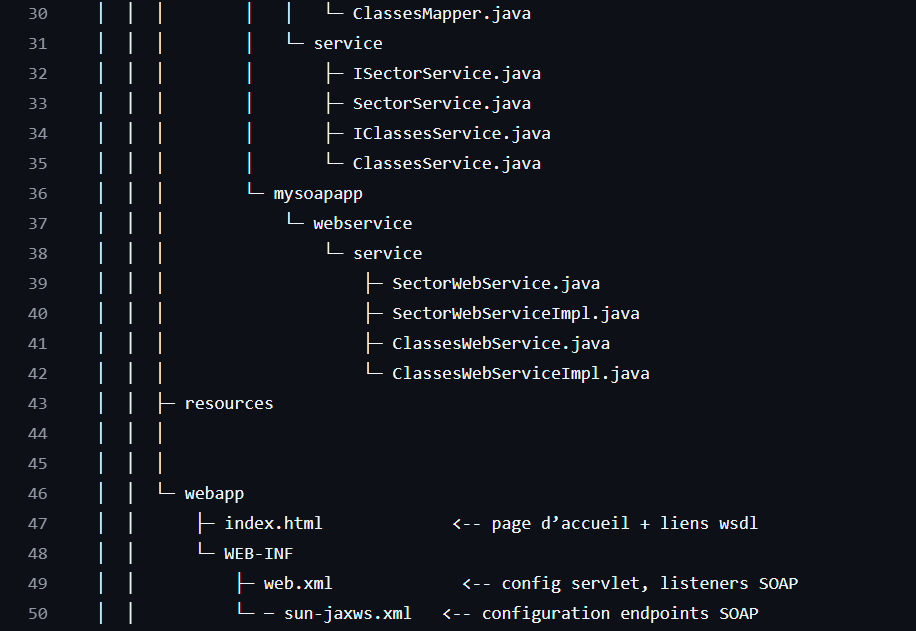 30 │ │ │ │ │ └─ ClassesMapper.java
31 │ │ │ │ └─ service
32 │ │ │ │ ├─ ISectorService.java
33 │ │ │ │ ├─ SectorService.java
34 │ │ │ │ ├─ IClassesService.java
35 │ │ │ │ └─ ClassesService.java
36 │ │ │ └─ mysoapapp
37 │ │ │ └─ webservice
38 │ │ │ └─ service
39 │ │ │ ├─ SectorWebService.java
40 │ │ │ ├─ SectorWebServiceImpl.java
41 │ │ │ ├─ ClassesWebService.java
42 │ │ │ └─ ClassesWebServiceImpl.java
43 │ │ ├─ resources
44 │ │ │
45 │ │ │
46 │ │ └─ webapp
47 │ │ ├─ index.html <-- page d’accueil + liens wsdl
48 │ │ └─ WEB-INF
49 │ │ ├─ web.xml <-- config servlet, listeners SOAP
50 │ │ └─ – sun-jaxws.xml <-- configuration endpoints SOAP